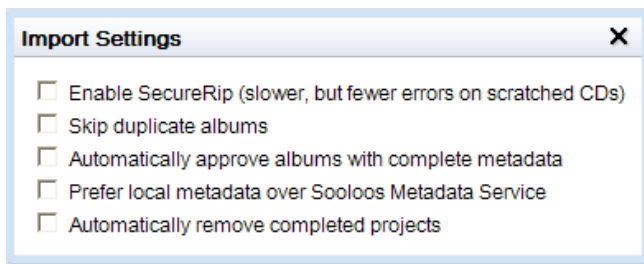 Import Settings
Enable SecureRip (slower, but fewer errors on scratched CDs)
Skip duplicate albums
Automatically approve albums with complete metadata
Prefer local metadata over Sooloos Metadata Service
Automatically remove completed projects